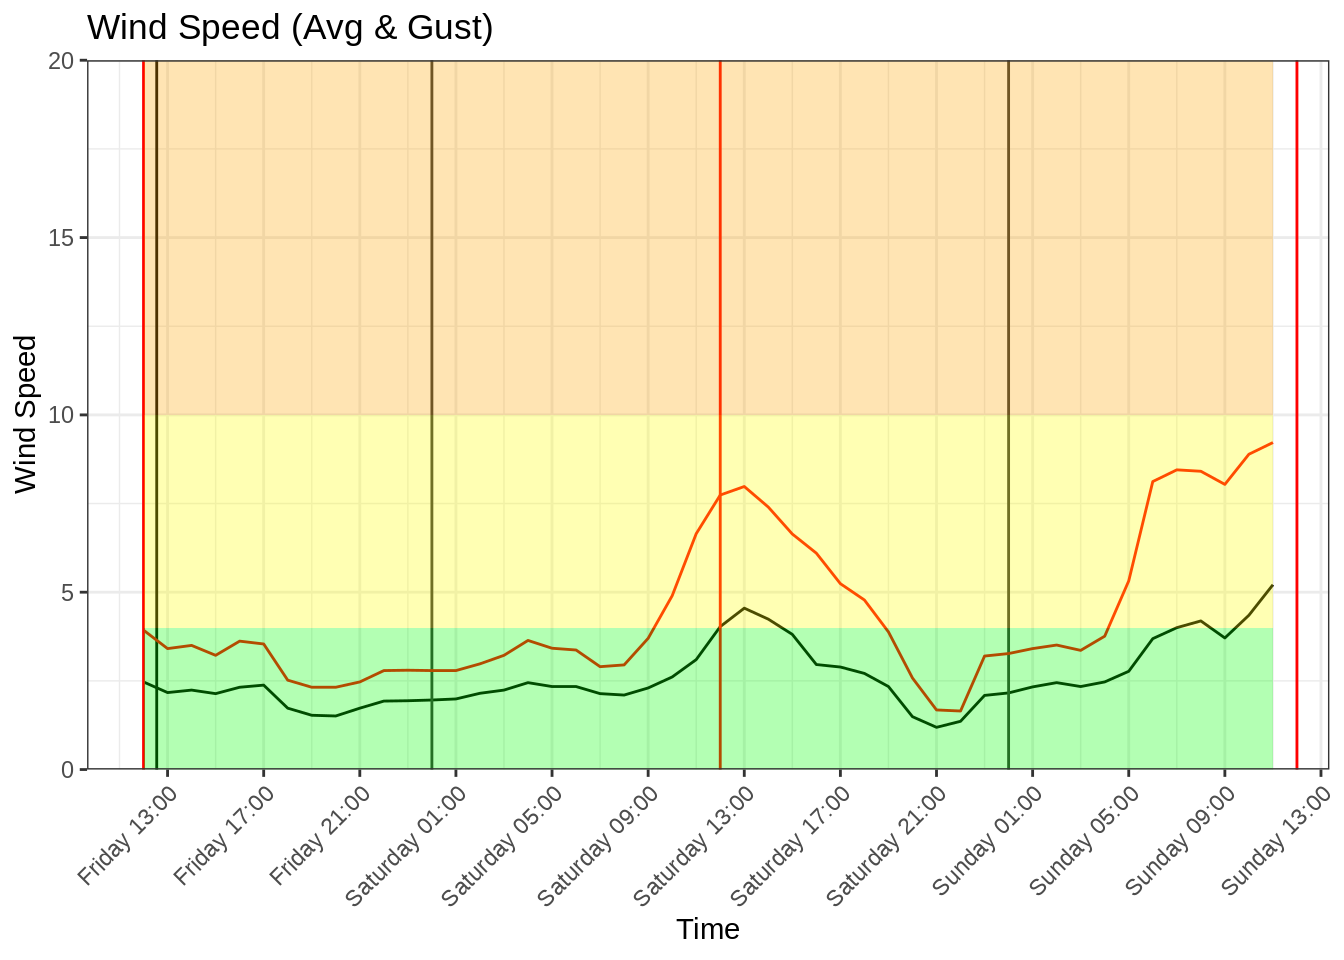 Wind Speed (Avg & Gust)
20
15
10
5
0
Wind Speed
Friday 13:00
Friday 17:00
Friday 21:00
Saturday 01:00
Saturday 05:00
Saturday 09:00
Saturday 13:00
Saturday 17:00
Saturday 21:00
Sunday 01:00
Sunday 05:00
Sunday 09:00
Sunday 13:00
Time